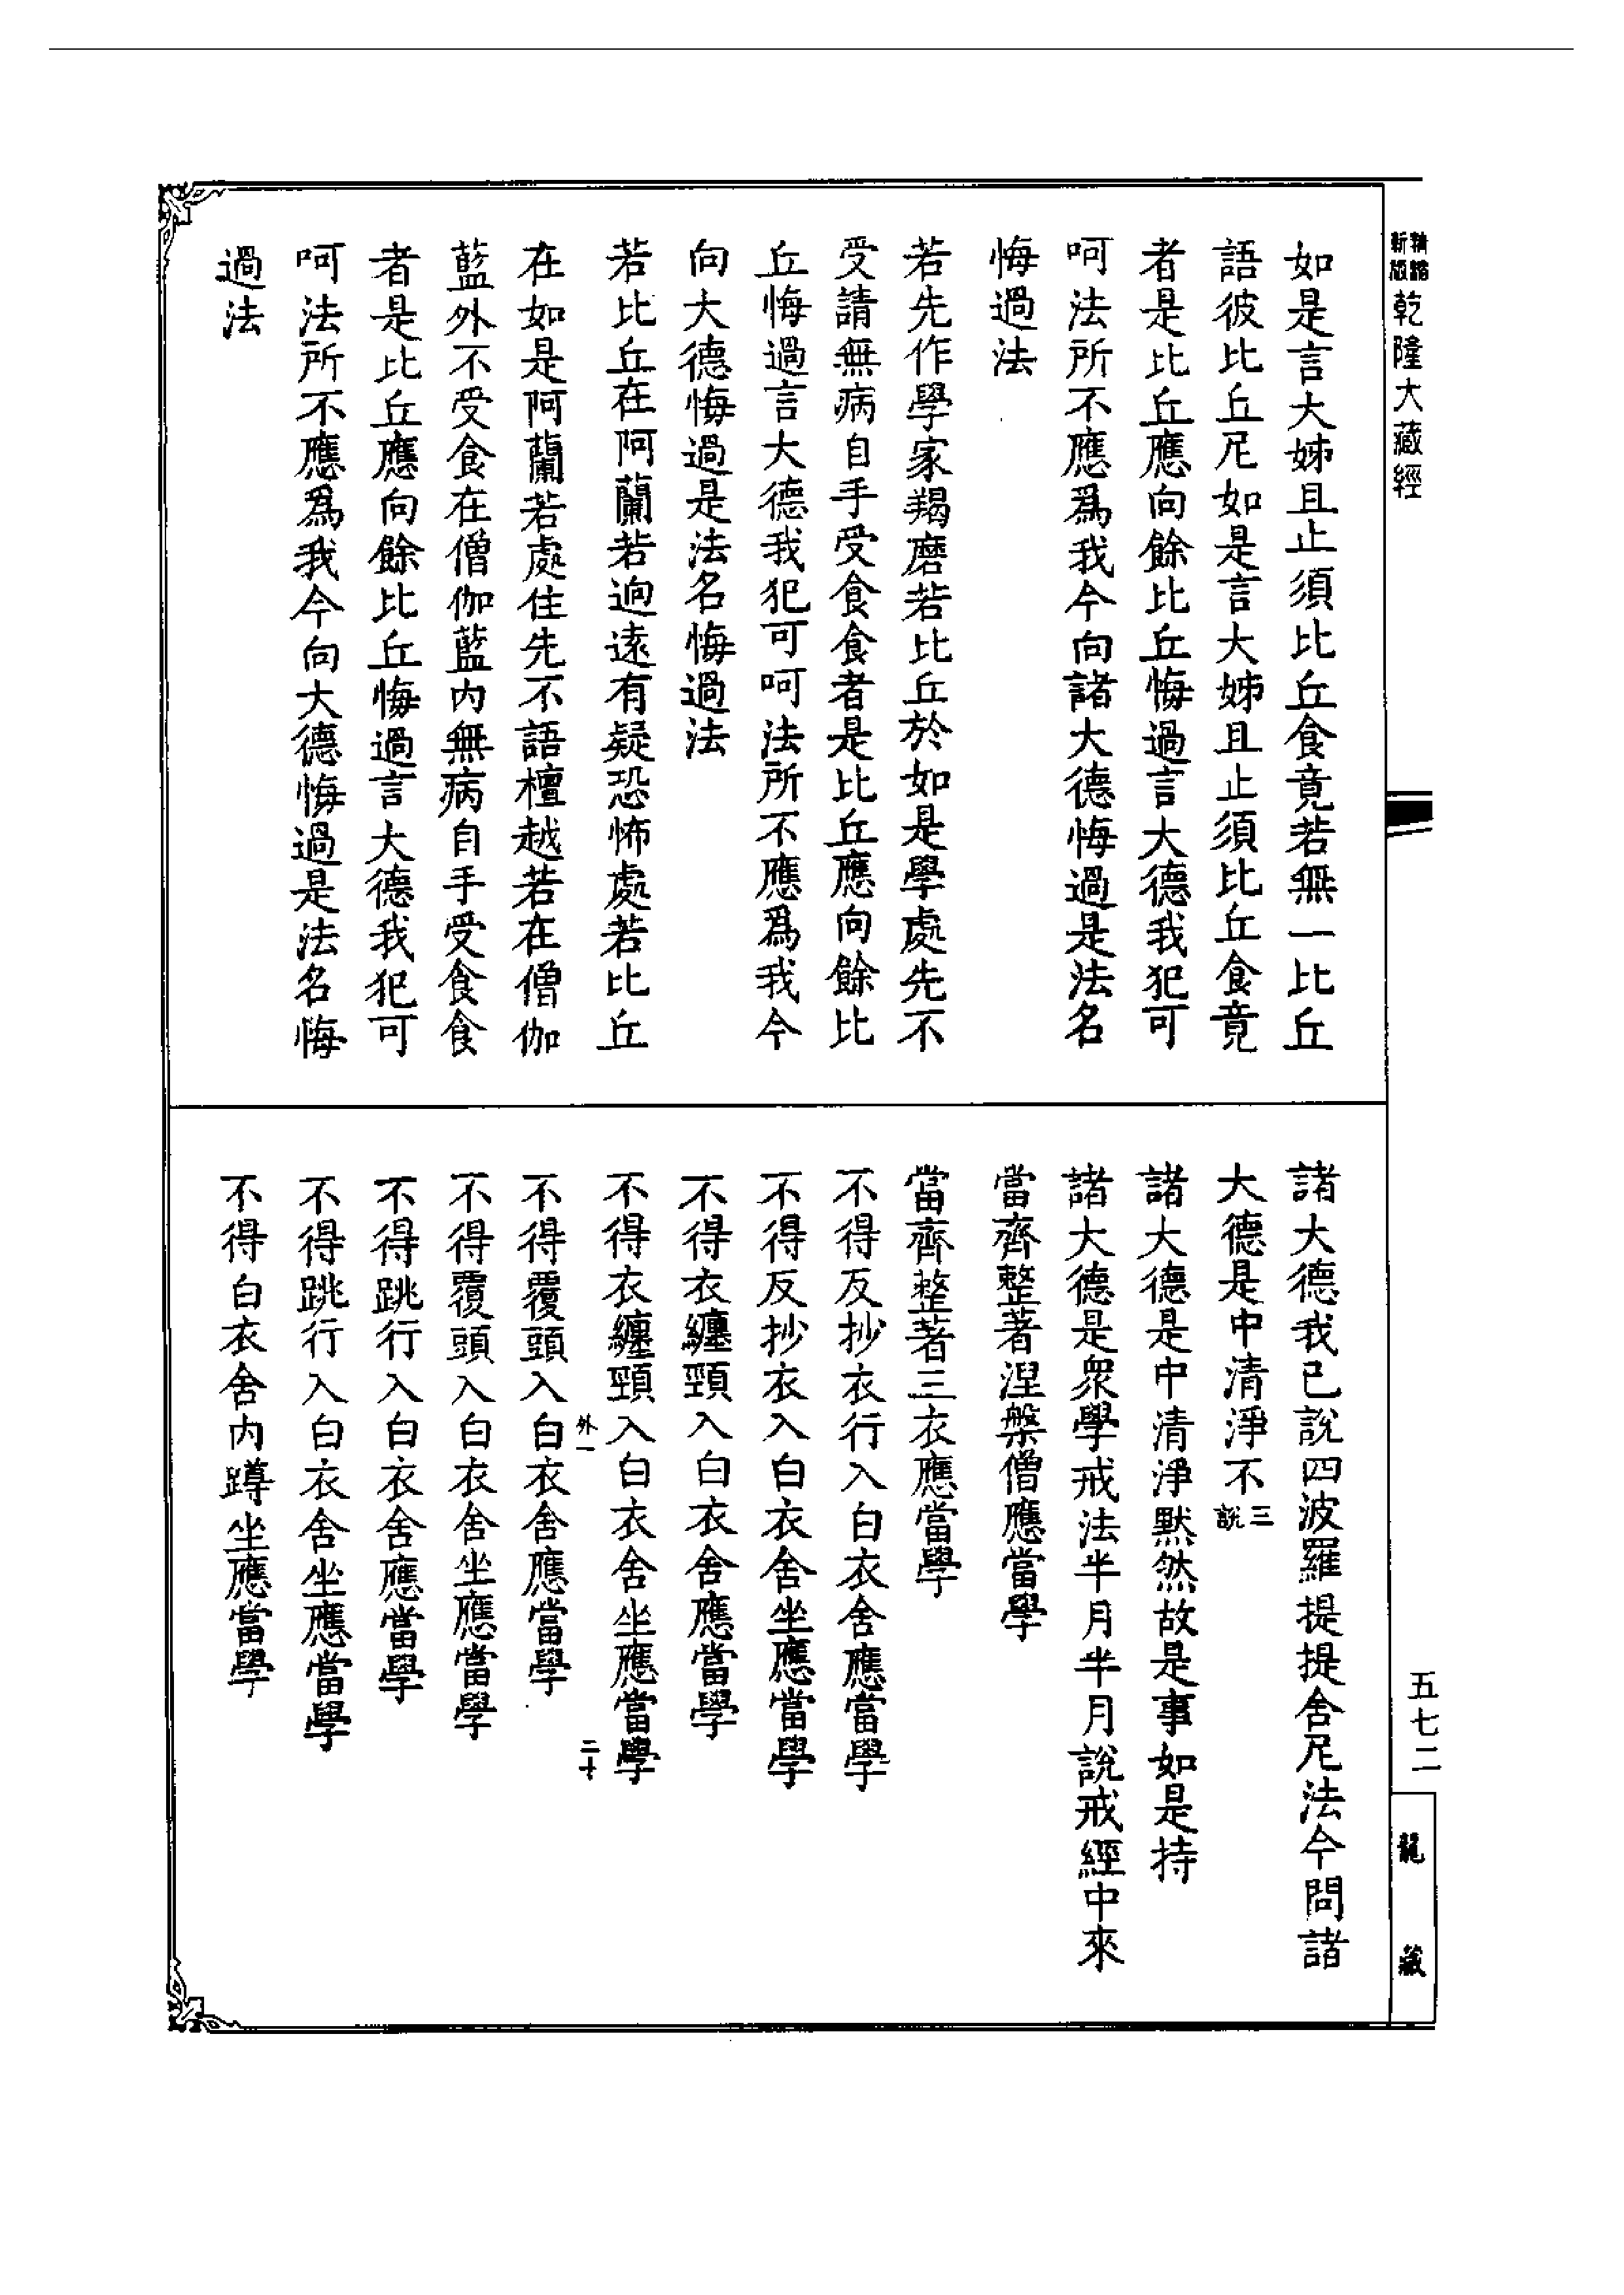 新版
精縮
乾隆大藏經
如是言大姊且止須比丘食竟若無一比丘
語彼比丘尼如是言大姊且止須比丘食竟
者是比丘應向餘比丘悔過言大德我犯可
呵法所不應爲我今向諸大德悔過是法名
悔過法
若先作學家羯磨若比丘於如是學處先不
受請無病自手受食食者是比丘應向餘比
丘悔過言大德我犯可呵法所不應爲我今
向大德悔過是法名悔過法
若比丘在阿蘭若逈遠有疑恐怖處若比丘
在如是阿蘭若處住先不語檀越若在僧伽
藍外不受食在僧伽藍內無病自手受食食
者是比丘應向餘比丘悔過言大德我犯可
呵法所不應爲我今向大德悔過是法名悔
過法
諸大德我已說四波羅提提舍尼法今問諸
大德是中清淨不三說
諸大德是中清淨默然故是事如是持
諸大德是衆學戒法半月半月說戒經中來
當齊整著涅槃僧應當學
當齊整著三衣應當學
不得反抄衣行入白衣舍應當學
不得反抄衣入白衣舍坐應當學
不得衣纏頸入白衣舍應當學
不得衣纏頸入白衣舍坐應當學
外一
二十
不得覆頭入白衣舍應當學
不得覆頭入白衣舍坐應當學
不得跳行入白衣舍應當學
不得跳行入白衣舍坐應當學
不得白衣舍內蹲坐應當學
五七二
龍藏